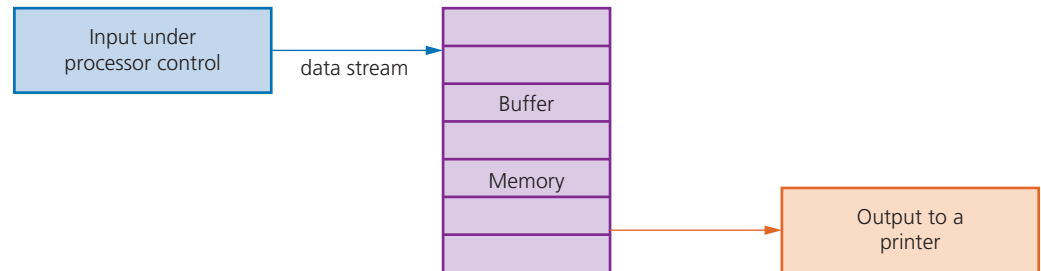 Input under
processor control
data stream
Buffer
Memory
Output to a
printer